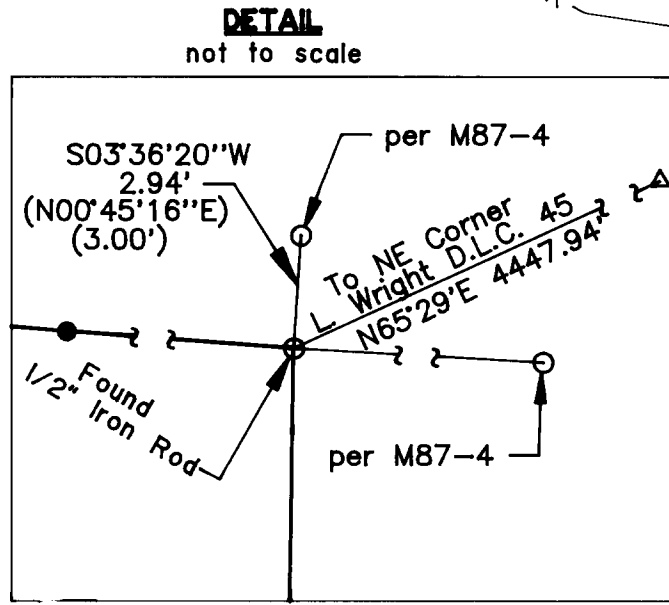 DETAIL
not to scale
per M87-4
S03°36'20"W
2.94'
(N00°45'16"E)
(3.00')
To NE Corner
L. Wright D.L.C. 45
N65°29'E 4447.94'
Found
1/2" Iron Rod
per M87-4